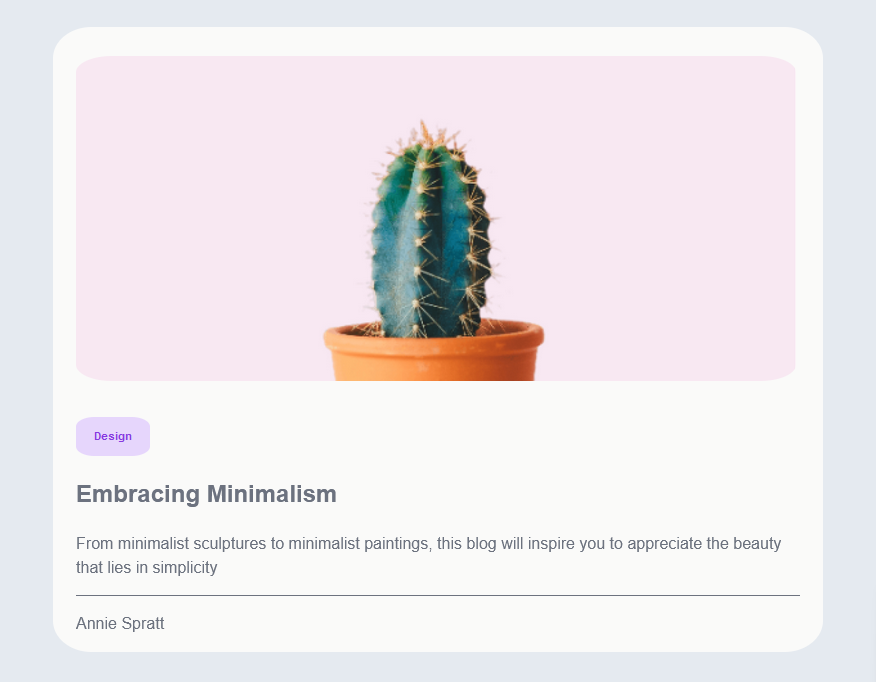 Design
Embracing Minimalism
From minimalist sculptures to minimalist paintings, this blog will inspire you to appreciate the beauty
that lies in simplicity
Annie Spratt